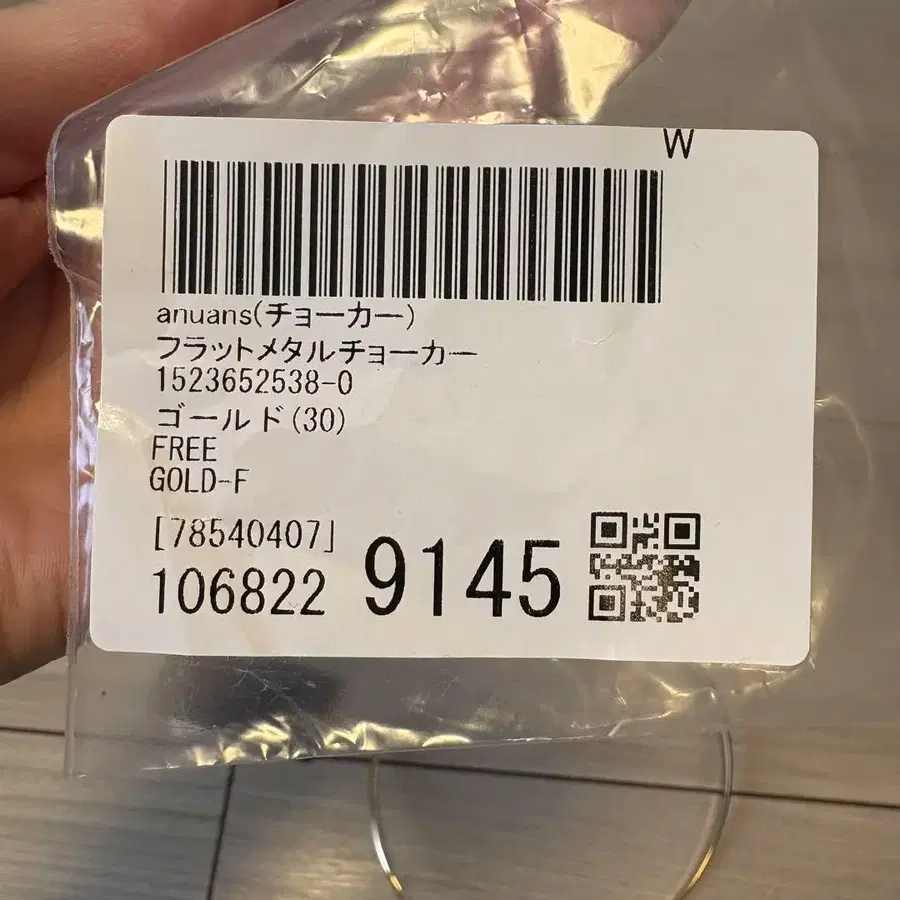 W
anuans(チョーカー)
フラットメタルチョーカー
1523652538-0
ゴールド(30)
FREE
GOLD-F
[78540407]
106822 9145